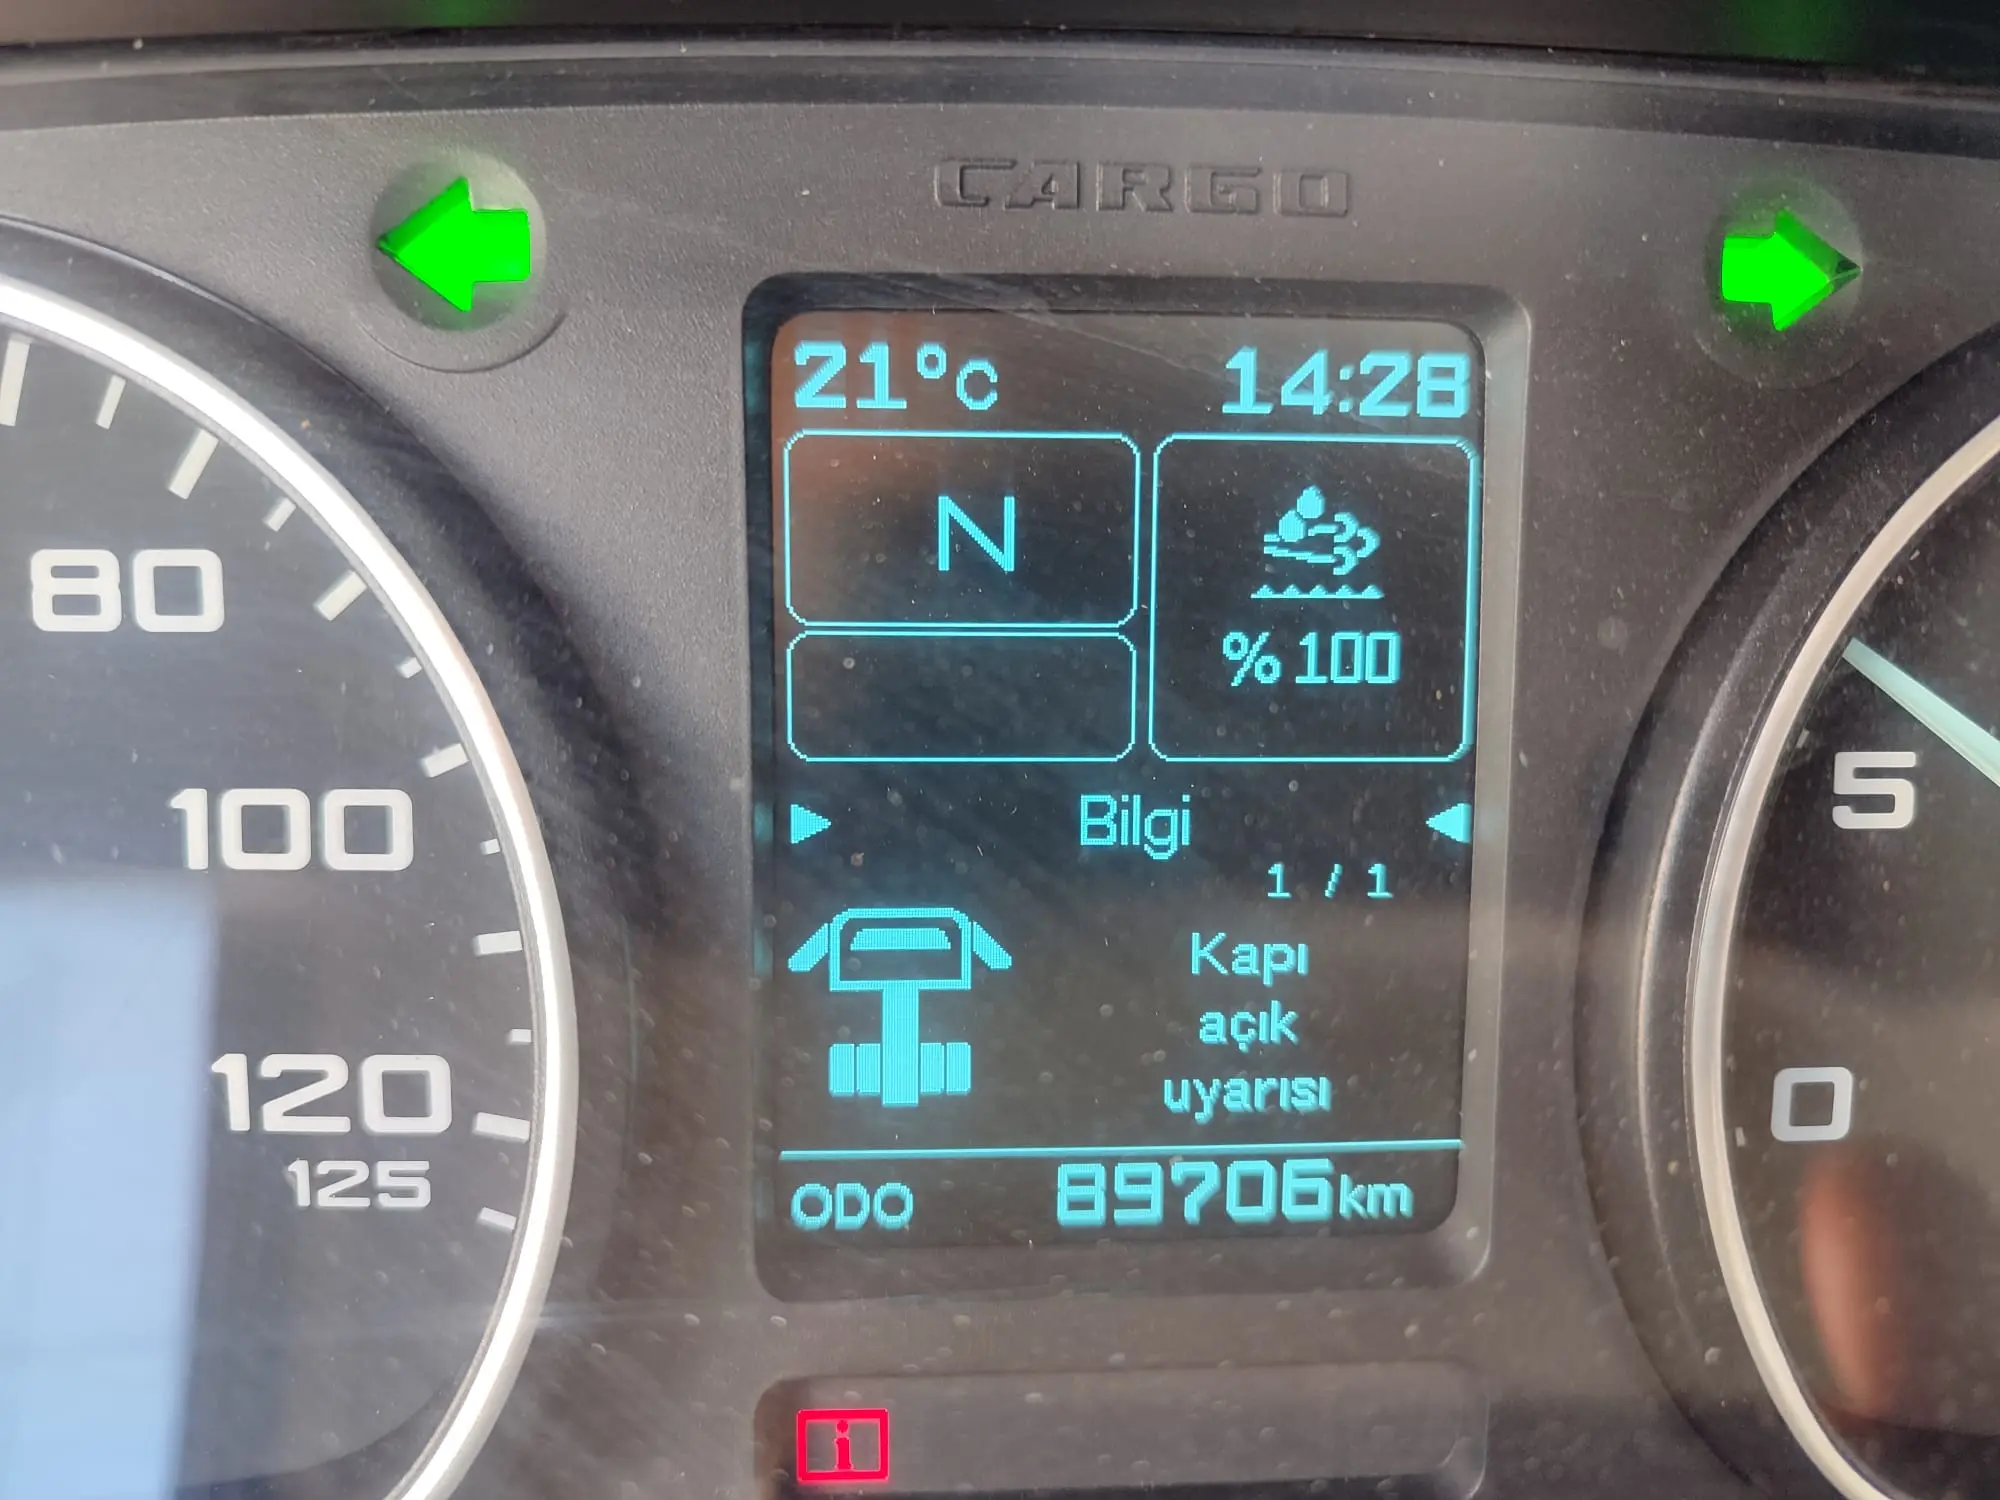 CARGO
21°C 14:28
N
% 100
Bilgi
1 / 1
Kapı
açık
uyarısı
ODO 89706km
80
100
120
125
5
0
i